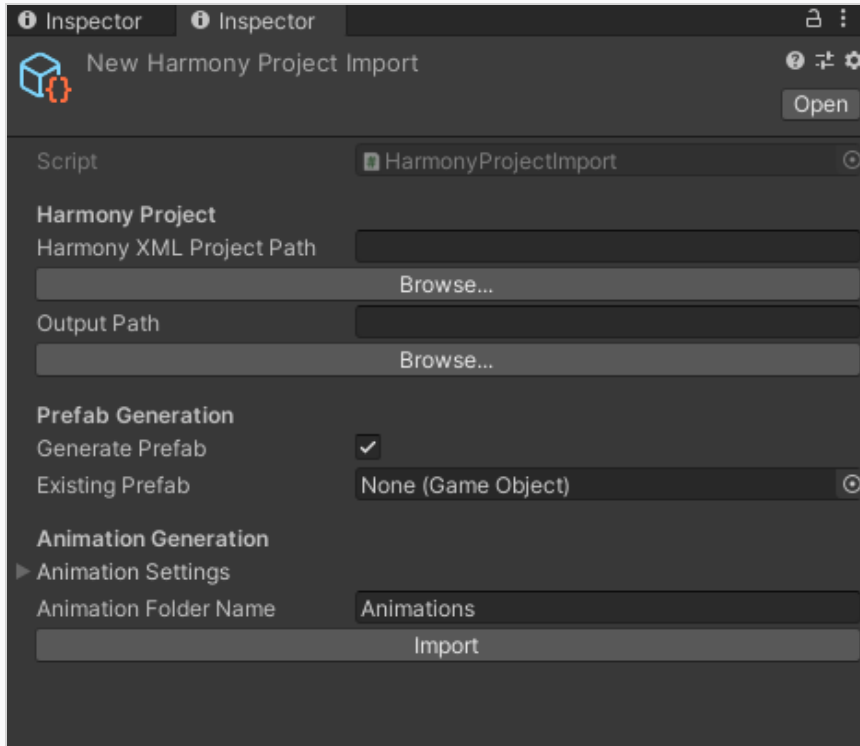 Inspector Inspector
New Harmony Project Import
Open
Script HarmonyProjectImport
Harmony Project
Harmony XML Project Path
Browse...
Output Path
Browse...
Prefab Generation
Generate Prefab
Existing Prefab None (Game Object)
Animation Generation
Animation Settings
Animation Folder Name Animations
Import